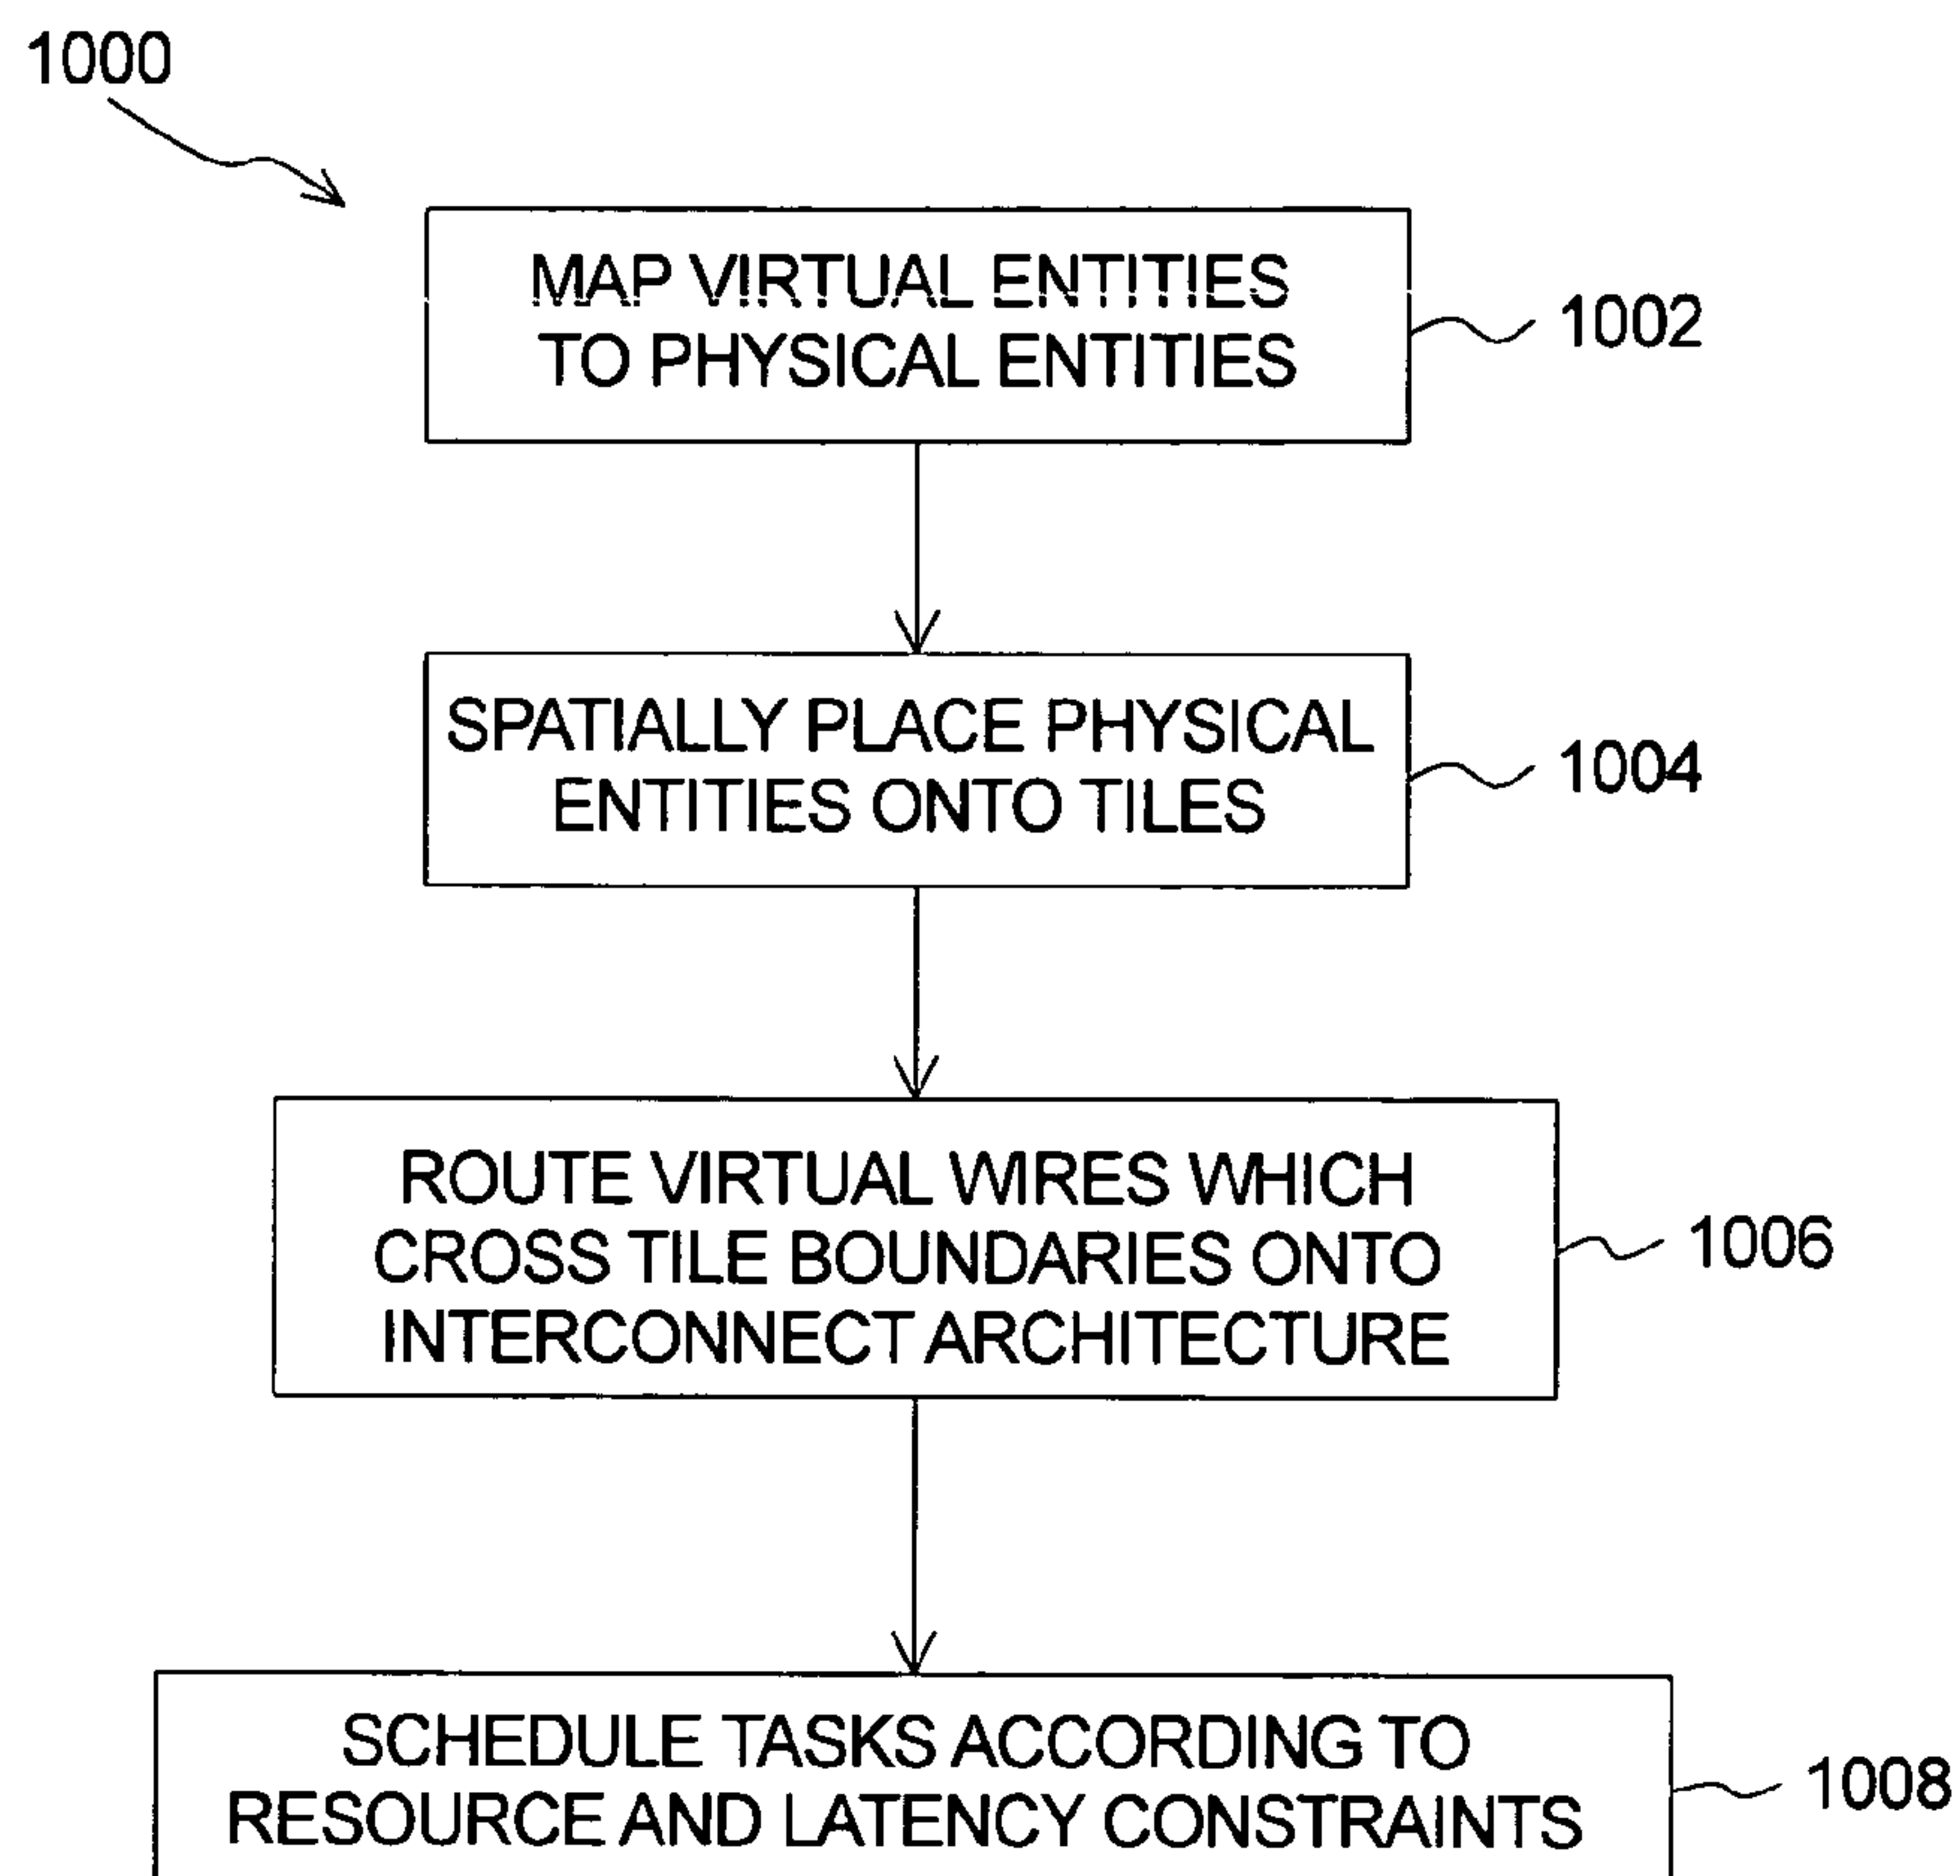 1000
MAP VIRTUAL ENTITIES
TO PHYSICAL ENTITIES
1002
SPATIALLY PLACE PHYSICAL
ENTITIES ONTO TILES
1004
ROUTE VIRTUAL WIRES WHICH
CROSS TILE BOUNDARIES ONTO
INTERCONNECT ARCHITECTURE
1006
SCHEDULE TASKS ACCORDING TO
RESOURCE AND LATENCY CONSTRAINTS
1008